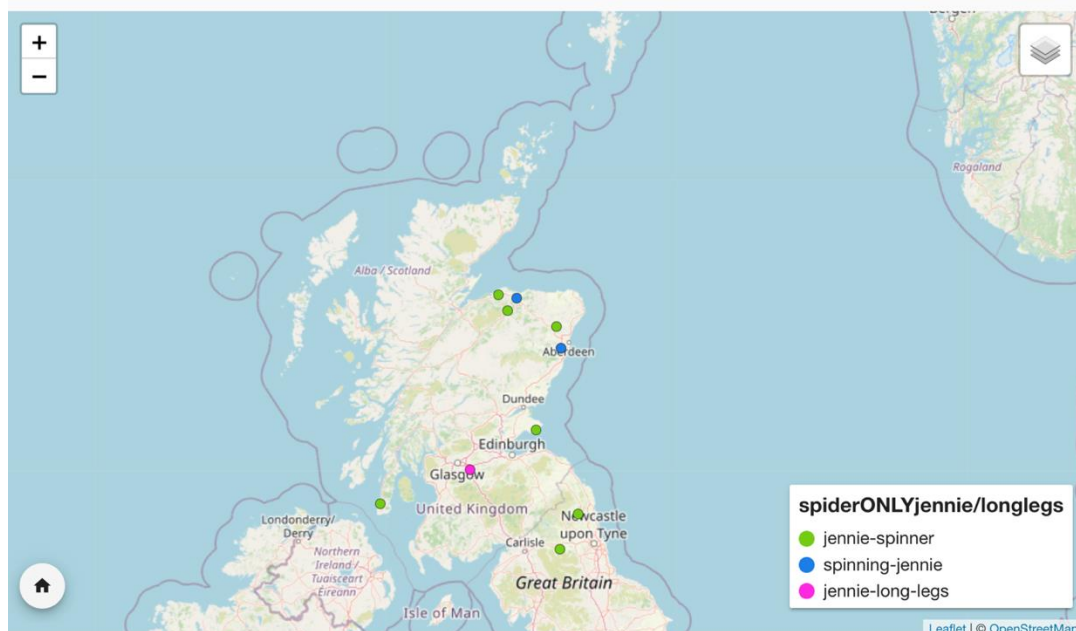 +
−
Bergen
Rogaland
Alba / Scotland
Aberdeen
Dundee
Edinburgh
Glasgow
United Kingdom
Londonderry/
Derry
Newcastle
upon Tyne
Carlisle
Northern
Ireland /
Tuaisceart
Éireann
Great Britain
Isle of Man
spiderONLYjennie/longlegs
jennie-spinner
spinning-jennie
jennie-long-legs
Leaflet | © OpenStreetMap